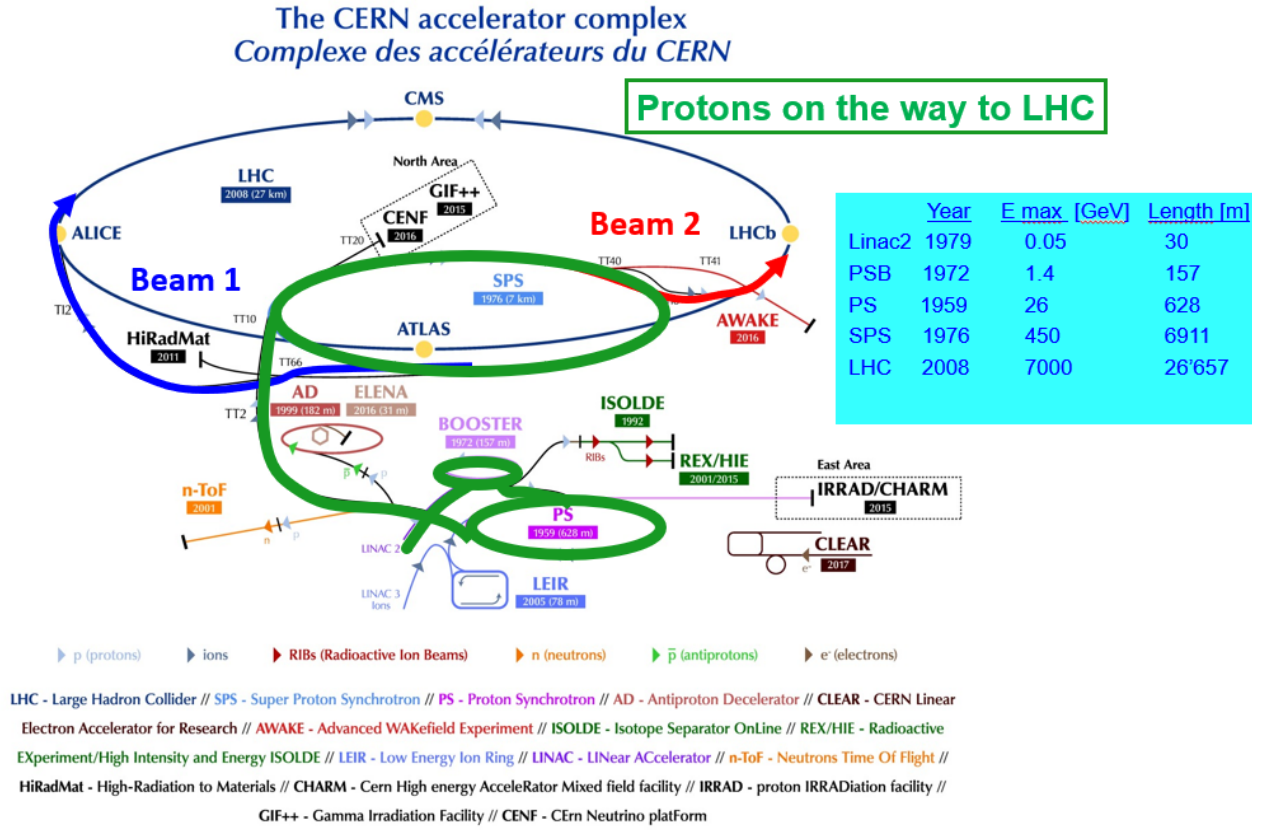 The CERN accelerator complex
Complexe des accélérateurs du CERN
Protons on the way to LHC
CMS
North Area
LHC
2008 (27 km)
GIF++
2015
CENF
2016
TT20
ALICE
Beam 1
Beam 2
LHCb
TT40
TT41
SPS
1976 (7 km)
TI2
TT10
HiRadMat
2011
ATLAS
AWAKE
2016
TT66
AD
1999 (182 m)
ELENA
2016 (31 m)
TT2
BOOSTER
1972 (157 m)
ISOLDE
1992
RIBs
REX/HIE
2001/2015
East Area
IRRAD/CHARM
2015
p̅
p
n-ToF
2001
n
p
PS
1959 (628 m)
LINAC 2
CLEAR
2017
e-
LINAC 3
Ions
LEIR
2005 (78 m)
Year E max [GeV] Length [m]
Linac2 1979 0.05 30
PSB 1972 1.4 157
PS 1959 26 628
SPS 1976 450 6911
LHC 2008 7000 26'657
p (protons) ions RIBs (Radioactive Ion Beams) n (neutrons) p̅ (antiprotons) e- (electrons)
LHC - Large Hadron Collider // SPS - Super Proton Synchrotron // PS - Proton Synchrotron // AD - Antiproton Decelerator // CLEAR - CERN Linear
Electron Accelerator for Research // AWAKE - Advanced WAKefield Experiment // ISOLDE - Isotope Separator OnLine // REX/HIE - Radioactive
EXperiment/High Intensity and Energy ISOLDE // LEIR - Low Energy Ion Ring // LINAC - LINear ACcelerator // n-ToF - Neutrons Time Of Flight //
HiRadMat - High-Radiation to Materials // CHARM - Cern High energy AcceleRator Mixed field facility // IRRAD - proton IRRADiation facility //
GIF++ - Gamma Irradiation Facility // CENF - CErn Neutrino platForm